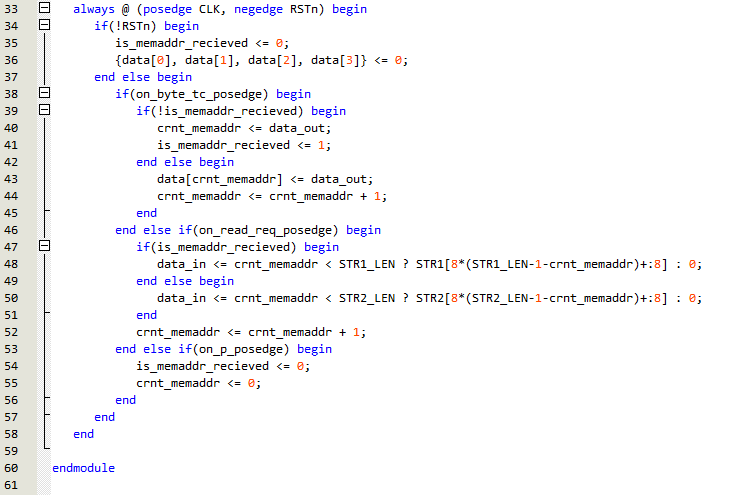 33 always @ (posedge CLK, negedge RSTn) begin
34 if(!RSTn) begin
35 is_memaddr_recieved <= 0;
36 {data[0], data[1], data[2], data[3]} <= 0;
37 end else begin
38 if(on_byte_tc_posedge) begin
39 if(!is_memaddr_recieved) begin
40 crnt_memaddr <= data_out;
41 is_memaddr_recieved <= 1;
42 end else begin
43 data[crnt_memaddr] <= data_out;
44 crnt_memaddr <= crnt_memaddr + 1;
45 end
46 end else if(on_read_req_posedge) begin
47 if(is_memaddr_recieved) begin
48 data_in <= crnt_memaddr < STR1_LEN ? STR1[8*(STR1_LEN-1-crnt_memaddr)+:8] : 0;
49 end else begin
50 data_in <= crnt_memaddr < STR2_LEN ? STR2[8*(STR2_LEN-1-crnt_memaddr)+:8] : 0;
51 end
52 crnt_memaddr <= crnt_memaddr + 1;
53 end else if(on_p_posedge) begin
54 is_memaddr_recieved <= 0;
55 crnt_memaddr <= 0;
56 end
57 end
58 end
59
60 endmodule
61